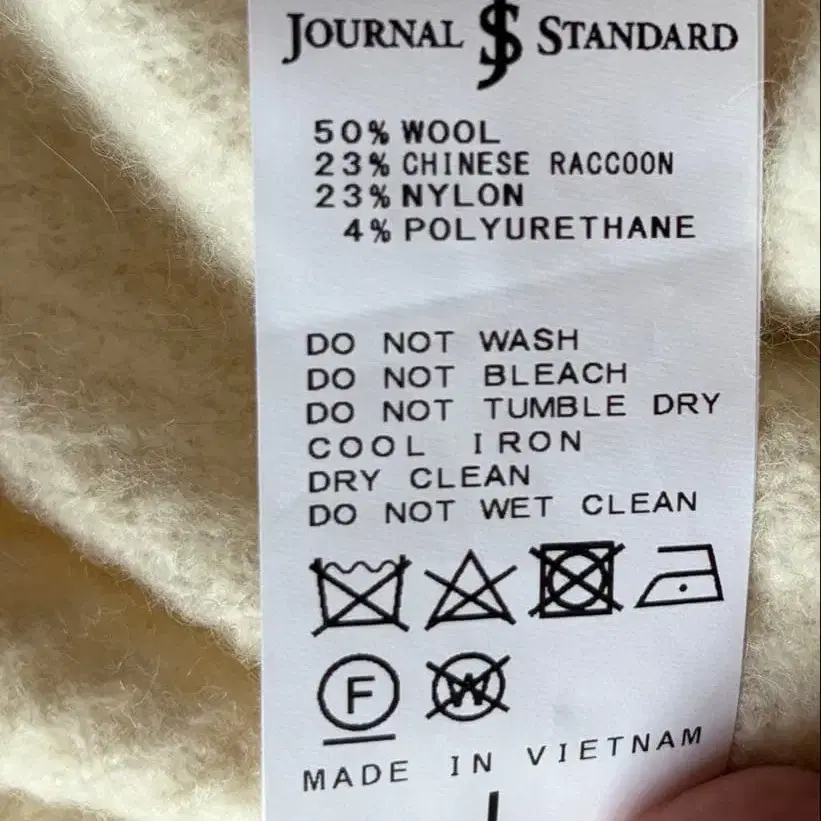 JOURNAL JS STANDARD
50% WOOL
23% CHINESE RACCOON
23% NYLON
4% POLYURETHANE
DO NOT WASH
DO NOT BLEACH
DO NOT TUMBLE DRY
COOL IRON
DRY CLEAN
DO NOT WET CLEAN
F W
MADE IN VIETNAM